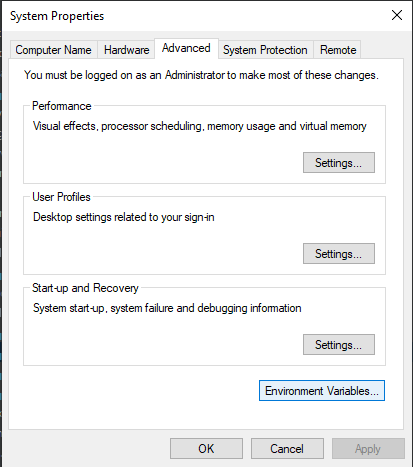 System Properties
Computer Name Hardware Advanced System Protection Remote
You must be logged on as an Administrator to make most of these changes.
Performance
Visual effects, processor scheduling, memory usage and virtual memory
Settings...
User Profiles
Desktop settings related to your sign-in
Settings...
Start-up and Recovery
System start-up, system failure and debugging information
Settings...
Environment Variables...
OK Cancel Apply